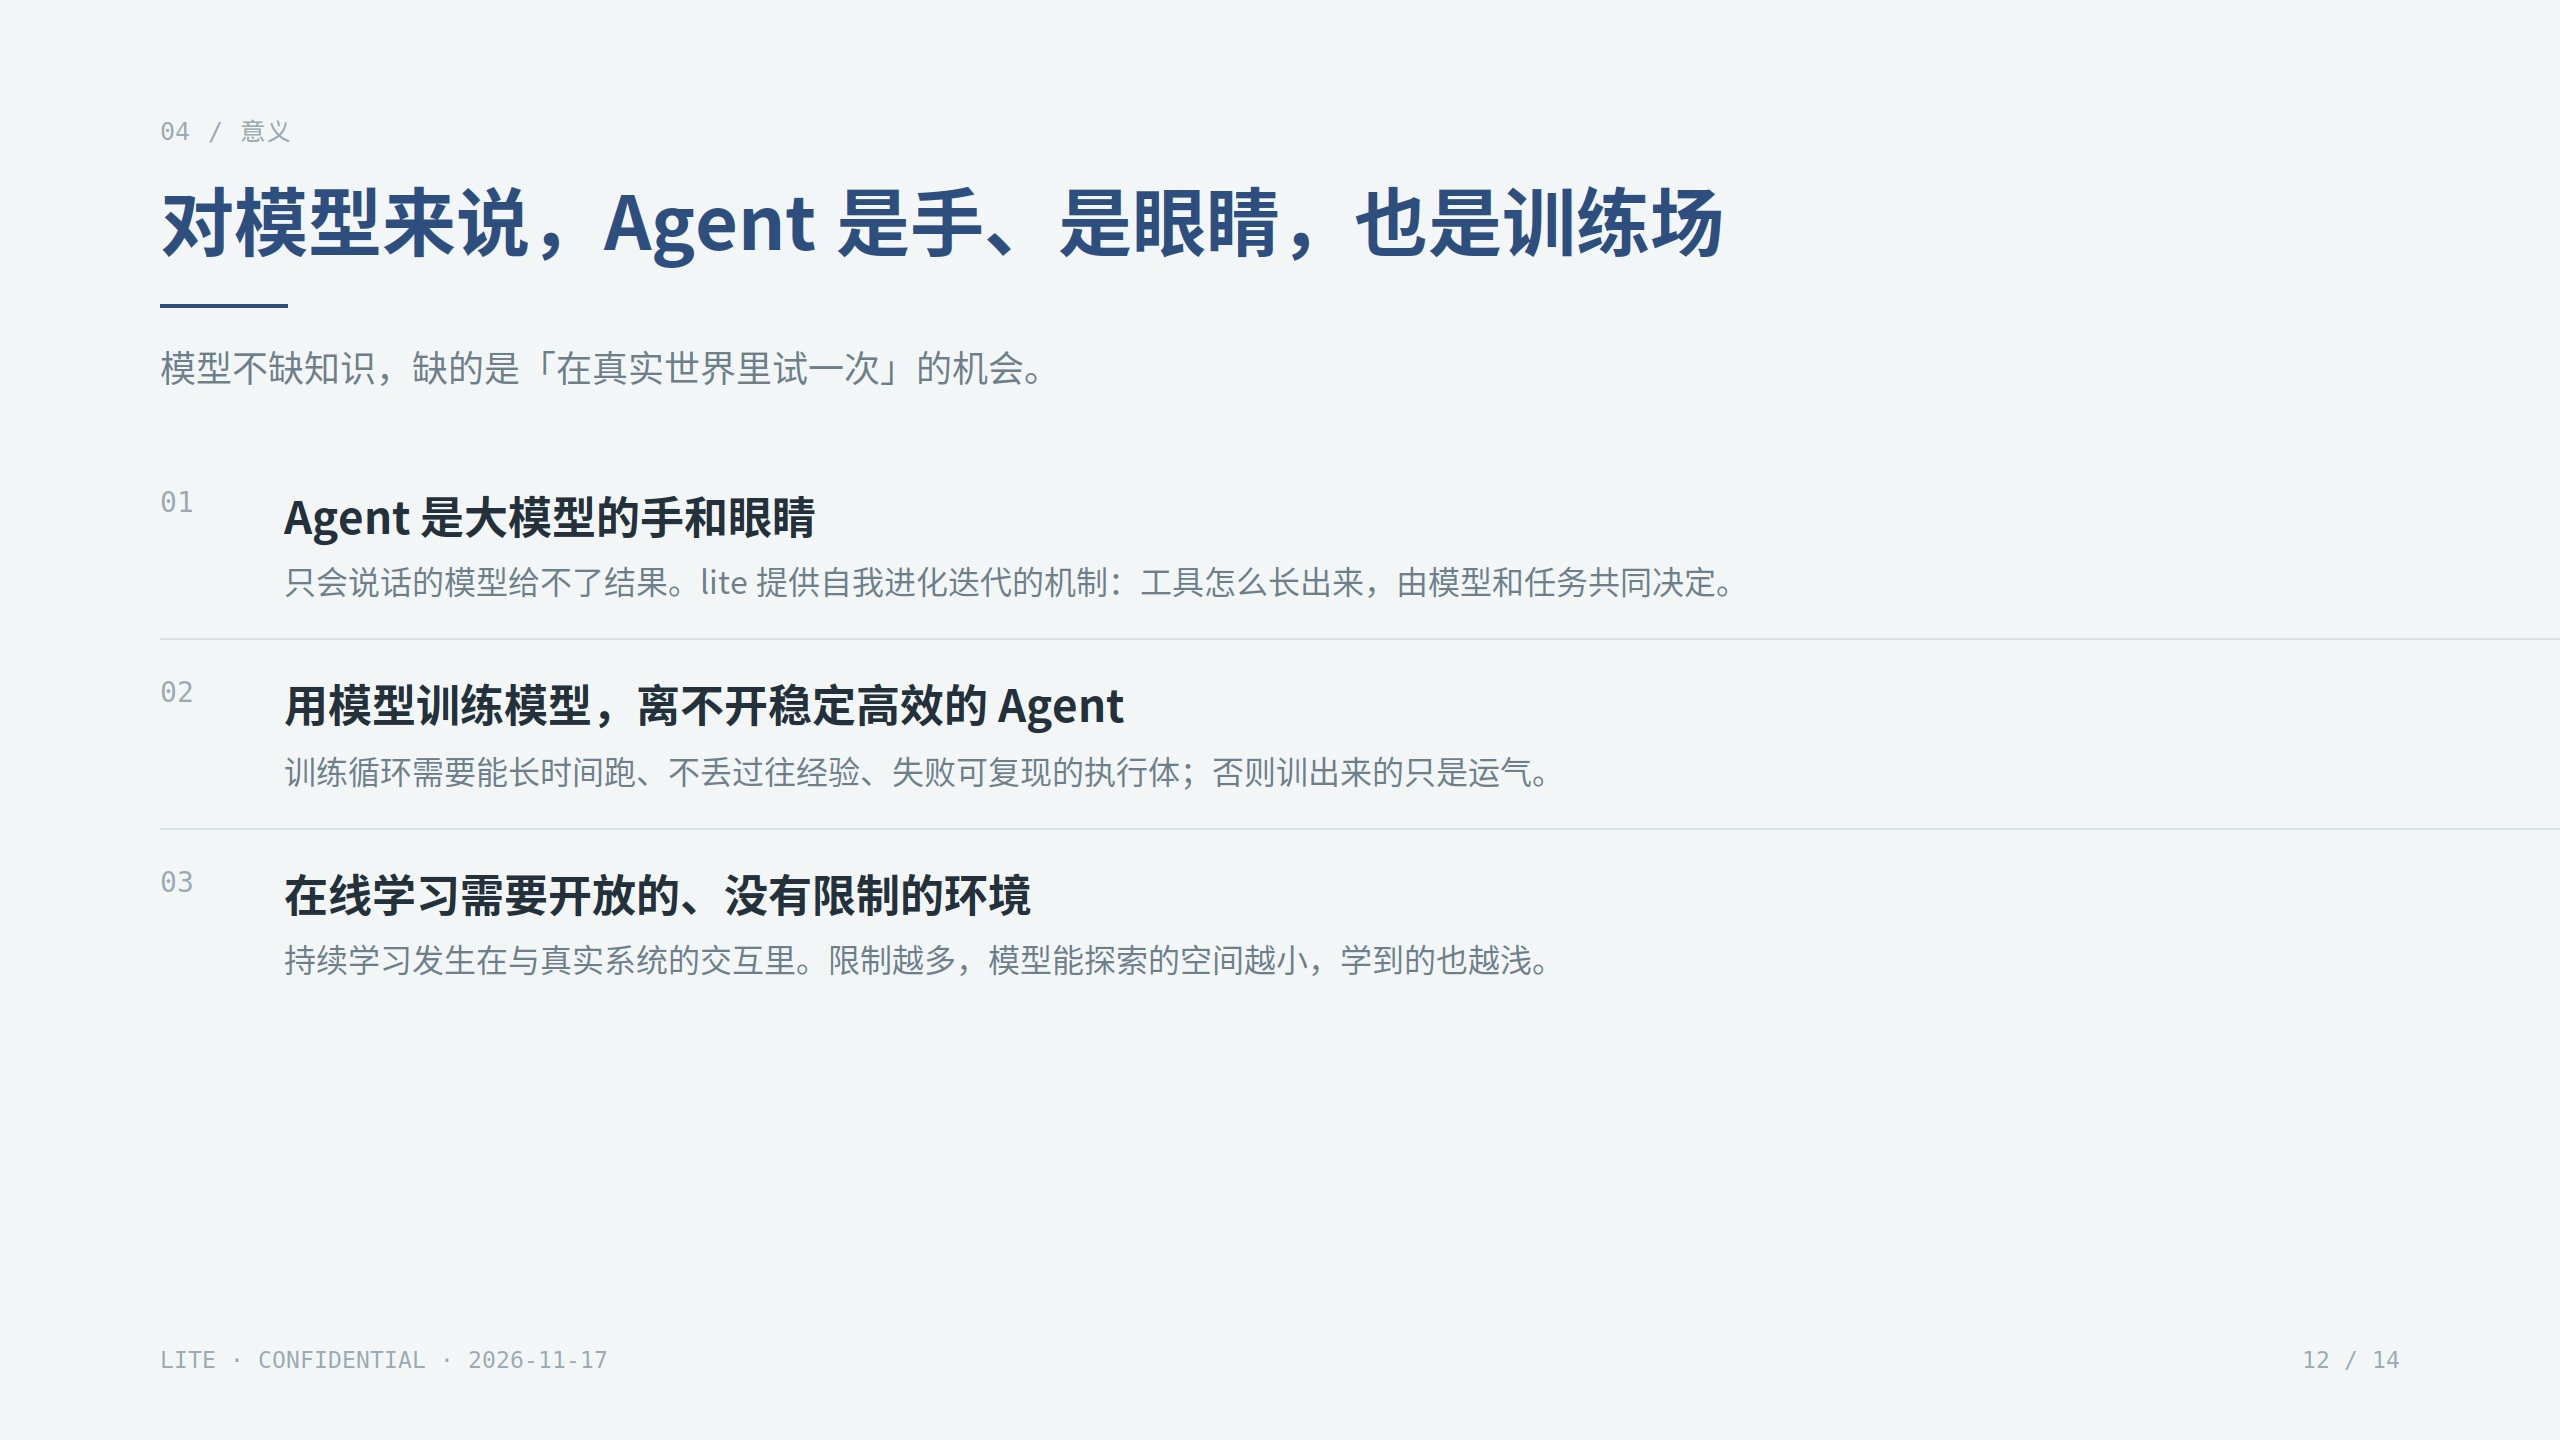 04 / 意义
对模型来说，Agent 是手、是眼睛，也是训练场
模型不缺知识，缺的是「在真实世界里试一次」的机会。
01
Agent 是大模型的手和眼睛
只会说话的模型给不了结果。lite 提供自我进化迭代的机制：工具怎么长出来，由模型和任务共同决定。
02
用模型训练模型，离不开稳定高效的 Agent
训练循环需要能长时间跑、不丢过往经验、失败可复现的执行体；否则训出来的只是运气。
03
在线学习需要开放的、没有限制的环境
持续学习发生在与真实系统的交互里。限制越多，模型能探索的空间越小，学到的也越浅。
LITE · CONFIDENTIAL · 2026-11-17
12 / 14